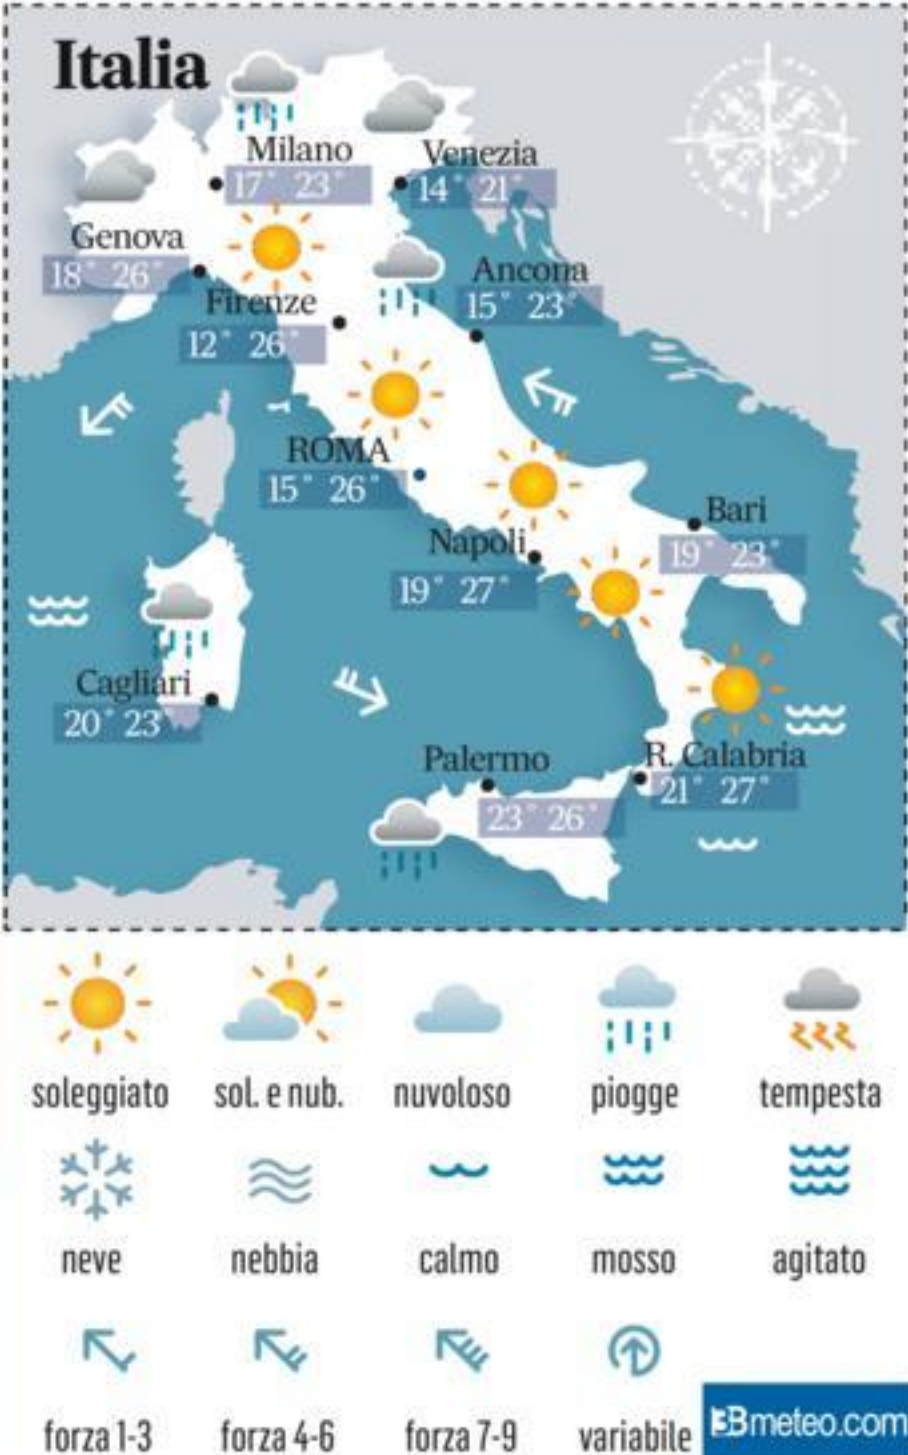 Italia
Milano
17° 23°
Venezia
14° 21°
Genova
18° 26°
Ancona
15° 23°
Firenze
12° 26°
ROMA
15° 26°
Bari
19° 23°
Napoli
19° 27°
Cagliari
20° 23°
Palermo
23° 26°
R. Calabria
21° 27°
soleggiato sol. e nub. nuvoloso piogge tempesta
neve nebbia calmo mosso agitato
forza 1-3 forza 4-6 forza 7-9 variabile
3Bmeteo.com